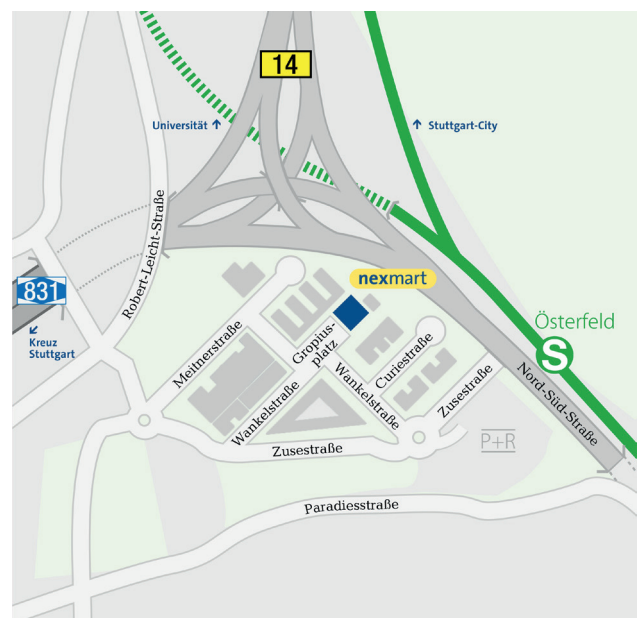 14
Universität ↑
↑ Stuttgart-City
Robert-Leicht-Straße
831
↙
Kreuz
Stuttgart
nexmart
Österfeld
S
Meitnerstraße
Gropius-
platz
Curiestraße
Wankelstraße
Wankelstraße
Zusestraße
Nord-Süd-Straße
Zusestraße
P+R
Paradiesstraße